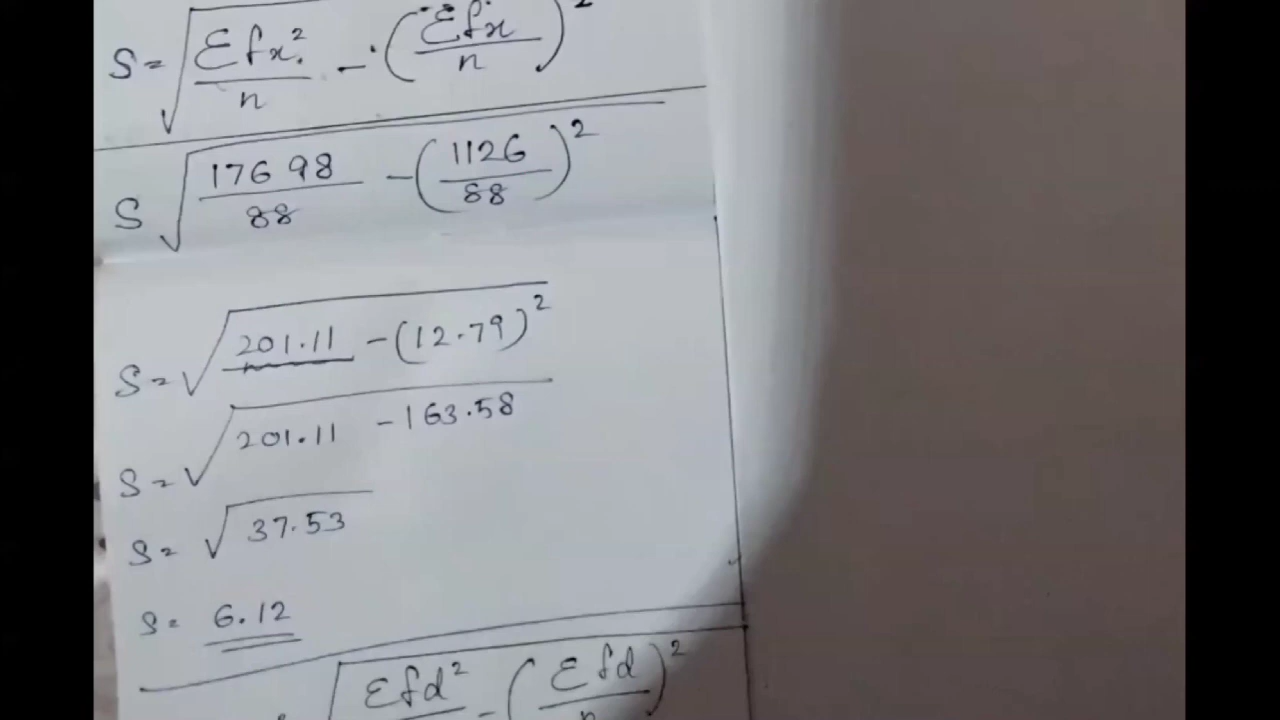 S = √(Σfx²/n) - (Σfx/n)²
S √(17698/88) - (1126/88)²
S = √201.11 - (12.79)²
S = √201.11 - 163.58
S = √37.53
S = 6.12
√Σfd² - (Σfd/n)²